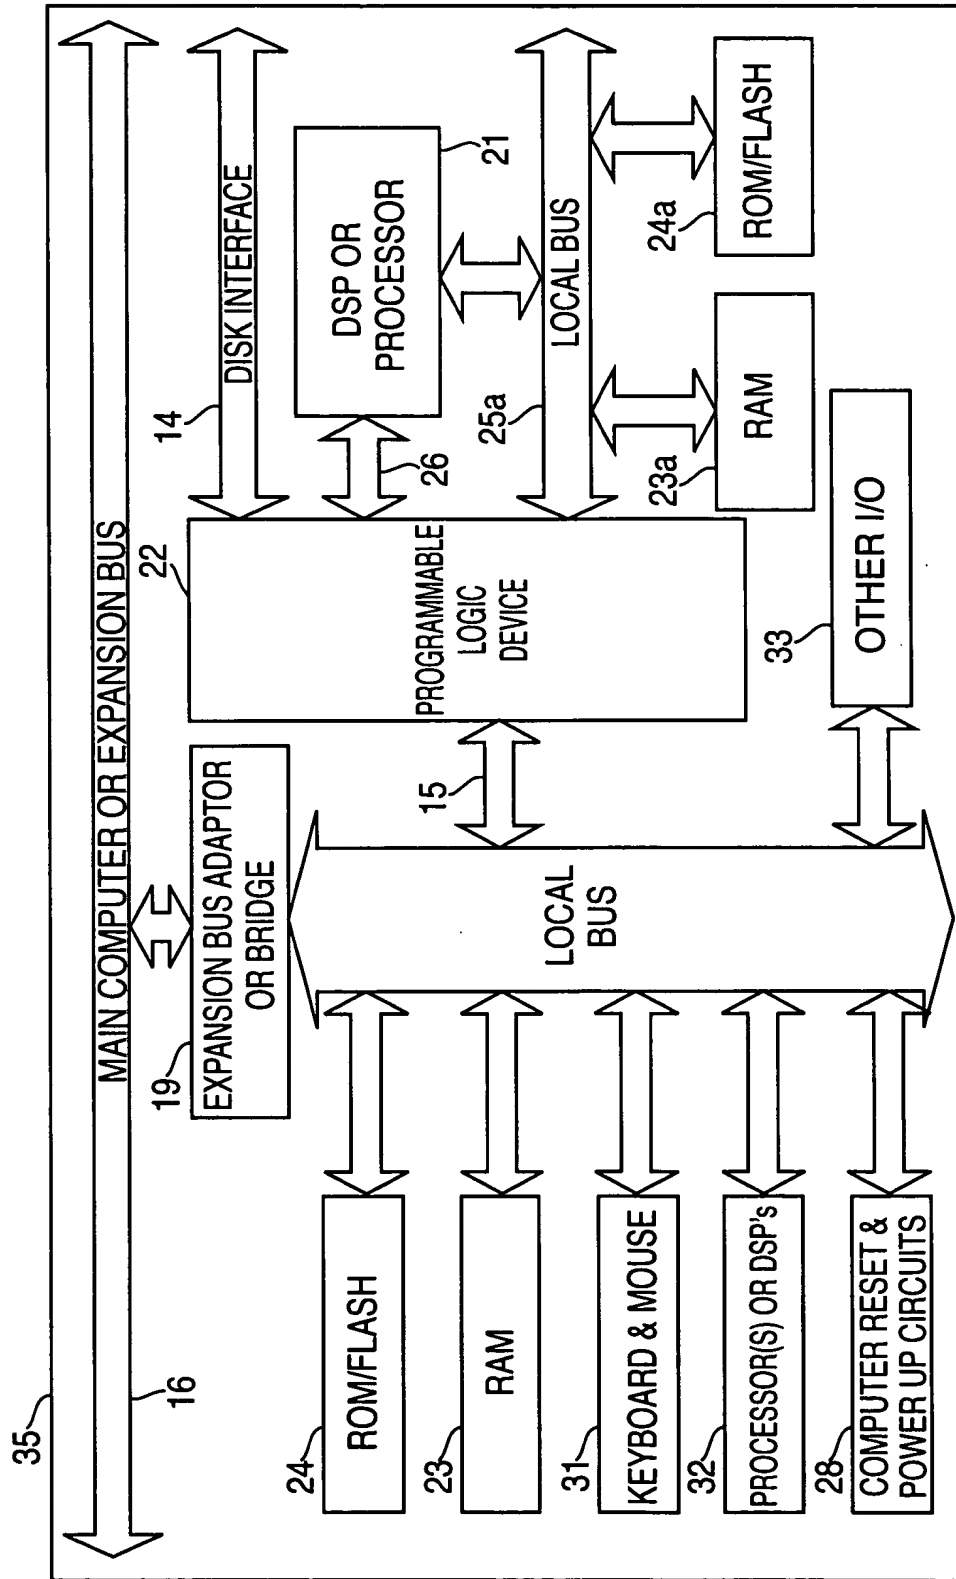 35
MAIN COMPUTER OR EXPANSION BUS
16
19
EXPANSION BUS ADAPTOR
OR BRIDGE
22
PROGRAMMABLE
LOGIC
DEVICE
14
DISK INTERFACE
DSP OR
PROCESSOR
21
26
25a
LOCAL BUS
23a
RAM
24a
ROM/FLASH
15
LOCAL
BUS
33
OTHER I/O
24
ROM/FLASH
23
RAM
31
KEYBOARD & MOUSE
32
PROCESSOR(S) OR DSP's
28
COMPUTER RESET &
POWER UP CIRCUITS